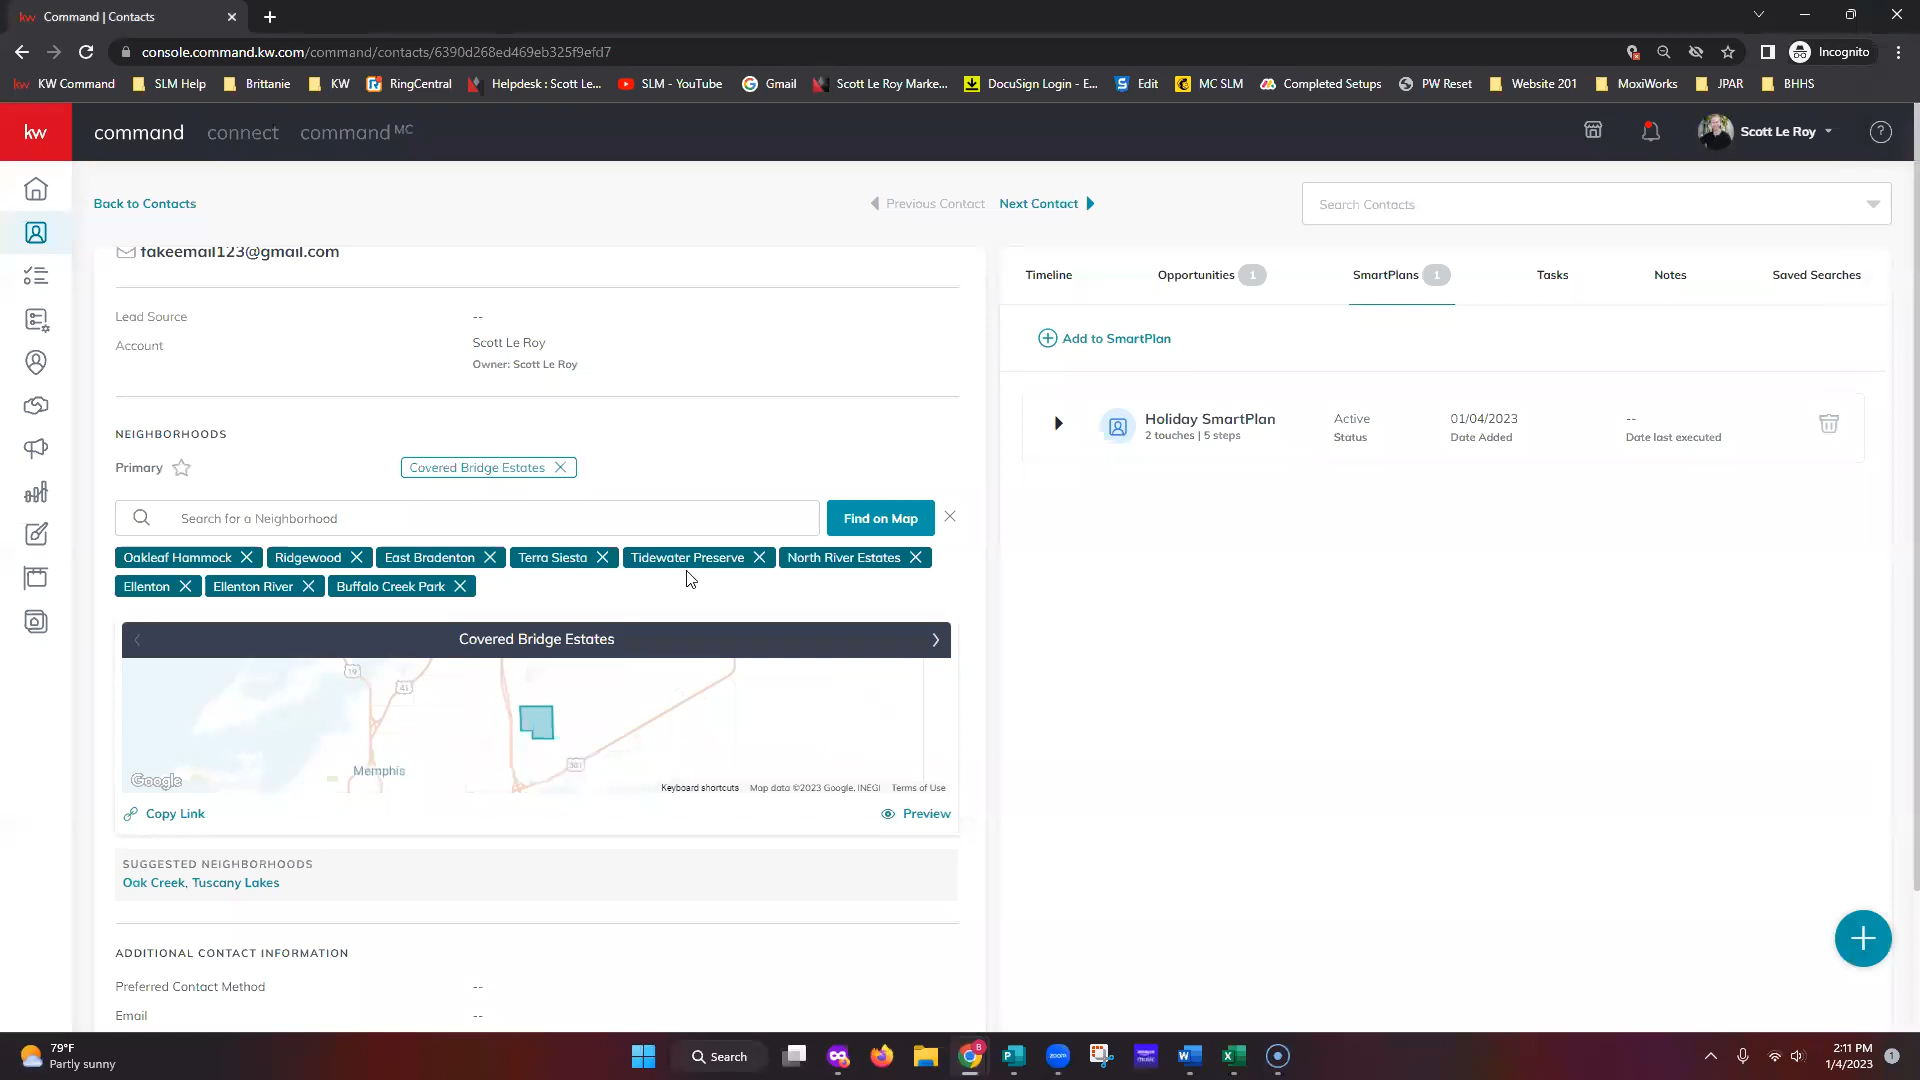 kw Command | Contacts
console.command.kw.com/command/contacts/6390d268ed469eb325f9efd7
Incognito
kw KW Command SLM Help Brittanie KW RingCentral Helpdesk : Scott Le... SLM - YouTube Gmail Scott Le Roy Marke... DocuSign Login - E... Edit MC SLM Completed Setups PW Reset Website 201 MoxiWorks JPAR BHHS
kw command connect command MC Scott Le Roy ?
Back to Contacts Previous Contact Next Contact Search Contacts
fakeemail123@gmail.com
Timeline Opportunities 1 SmartPlans 1 Tasks Notes Saved Searches
Lead Source --
Account Scott Le Roy
Owner: Scott Le Roy
Add to SmartPlan
Holiday SmartPlan Active 01/04/2023 --
2 touches | 5 steps Status Date Added Date last executed
NEIGHBORHOODS
Primary Covered Bridge Estates
Search for a Neighborhood Find on Map
Oakleaf Hammock Ridgewood East Bradenton Terra Siesta Tidewater Preserve North River Estates
Ellenton Ellenton River Buffalo Creek Park
Covered Bridge Estates
19
41
301
Memphis
Google Keyboard shortcuts Map data ©2023 Google, INEGI Terms of Use
Copy Link Preview
SUGGESTED NEIGHBORHOODS
Oak Creek, Tuscany Lakes
ADDITIONAL CONTACT INFORMATION
Preferred Contact Method --
Email --
79°F
Partly sunny
Search
8
zoom
2:11 PM
1/4/2023
1